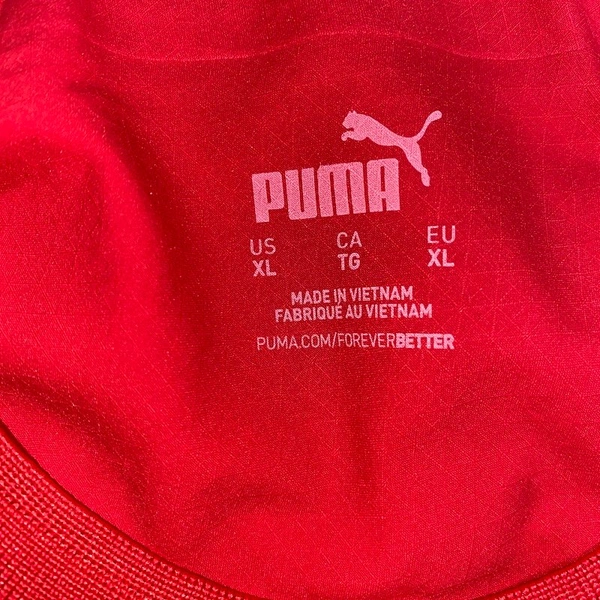 PUMA
US CA EU
XL TG XL
MADE IN VIETNAM
FABRIQUÉ AU VIETNAM
PUMA.COM/FOREVERBETTER